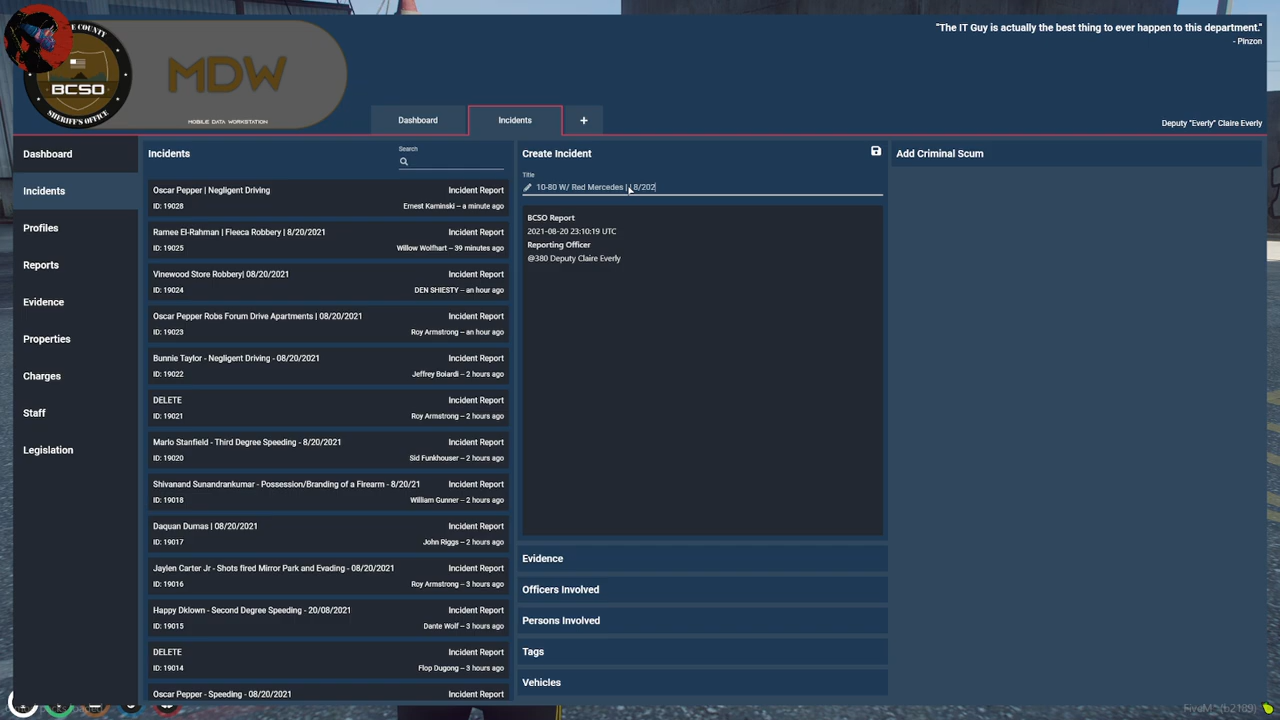 "The IT Guy is actually the best thing to ever happen to this department."
- Pinzon
BCSO
SHERIFF'S OFFICE
MDW
MOBILE DATA WORKSTATION
Dashboard
Incidents
+
Deputy "Everly" Claire Everly
Dashboard
Incidents
Profiles
Reports
Evidence
Properties
Charges
Staff
Legislation
Incidents
Search
Oscar Pepper | Negligent Driving
Incident Report
ID: 19028
Ernest Kaminski – a minute ago
Ramee El-Rahman | Fleeca Robbery | 8/20/2021
Incident Report
ID: 19025
Willow Wolfhart – 39 minutes ago
Vinewood Store Robbery| 08/20/2021
Incident Report
ID: 19024
DEN SHIESTY – an hour ago
Oscar Pepper Robs Forum Drive Apartments | 08/20/2021
Incident Report
ID: 19023
Roy Armstrong – an hour ago
Bunnie Taylor - Negligent Driving - 08/20/2021
Incident Report
ID: 19022
Jeffrey Bolardi – 2 hours ago
DELETE
Incident Report
ID: 19021
Roy Armstrong – 2 hours ago
Marlo Stanfield - Third Degree Speeding - 8/20/2021
Incident Report
ID: 19020
Sid Funkhouser – 2 hours ago
Shivanand Sunandrankumar - Possession/Branding of a Firearm - 8/20/21
Incident Report
ID: 19018
William Gunner – 2 hours ago
Daquan Dumas | 08/20/2021
Incident Report
ID: 19017
John Riggs – 2 hours ago
Jaylen Carter Jr - Shots fired Mirror Park and Evading - 08/20/2021
Incident Report
ID: 19016
Roy Armstrong – 3 hours ago
Happy Dklown - Second Degree Speeding - 20/08/2021
Incident Report
ID: 19015
Dante Wolf – 3 hours ago
DELETE
Incident Report
ID: 19014
Flop Dugong – 3 hours ago
Oscar Pepper - Speeding - 08/20/2021
Incident Report
Create Incident
Title
10-80 W/ Red Mercedes | 8/202
BCSO Report
2021-08-20 23:10:19 UTC
Reporting Officer
@380 Deputy Claire Everly
Evidence
Officers Involved
Persons Involved
Tags
Vehicles
Add Criminal Scum
FiveM